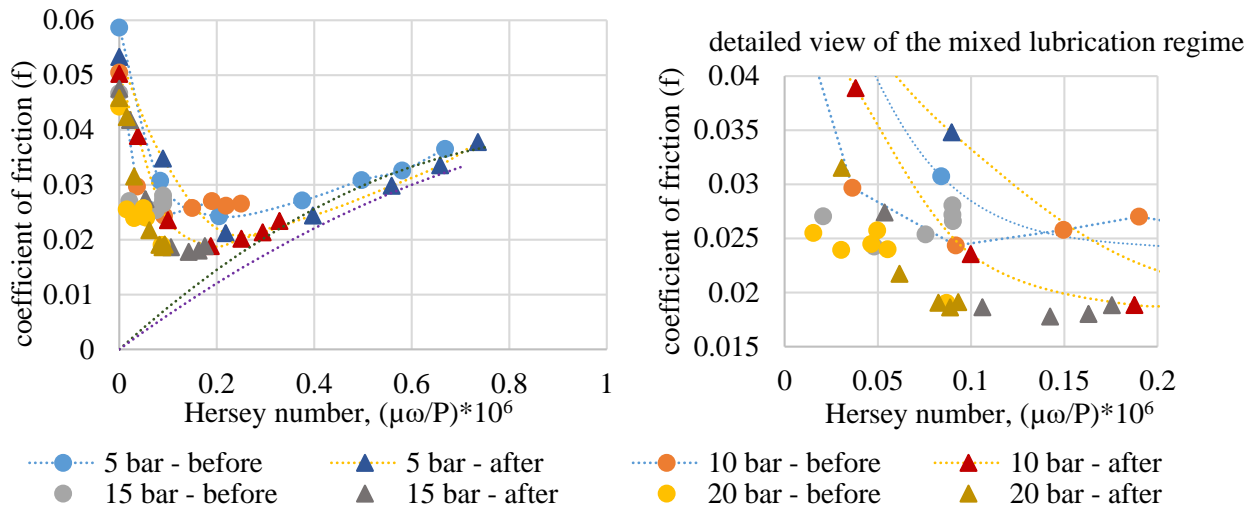 coefficient of friction (f)
0.06
0.05
0.04
0.03
0.02
0.01
0
0
0.2
0.4
0.6
0.8
1
Hersey number, (µω/P)*10⁶
detailed view of the mixed lubrication regime
coefficient of friction (f)
0.04
0.035
0.03
0.025
0.02
0.015
0
0.05
0.1
0.15
0.2
Hersey number, (µω/P)*10⁶
5 bar - before
5 bar - after
10 bar - before
10 bar - after
15 bar - before
15 bar - after
20 bar - before
20 bar - after